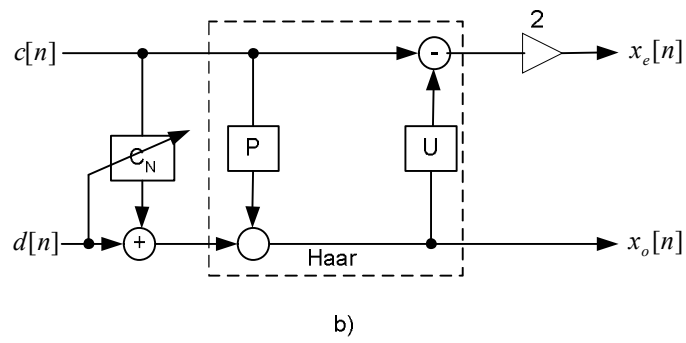 2
c[n]
-
x_e[n]
P
U
C_N
d[n]
+
x_o[n]
Haar
b)